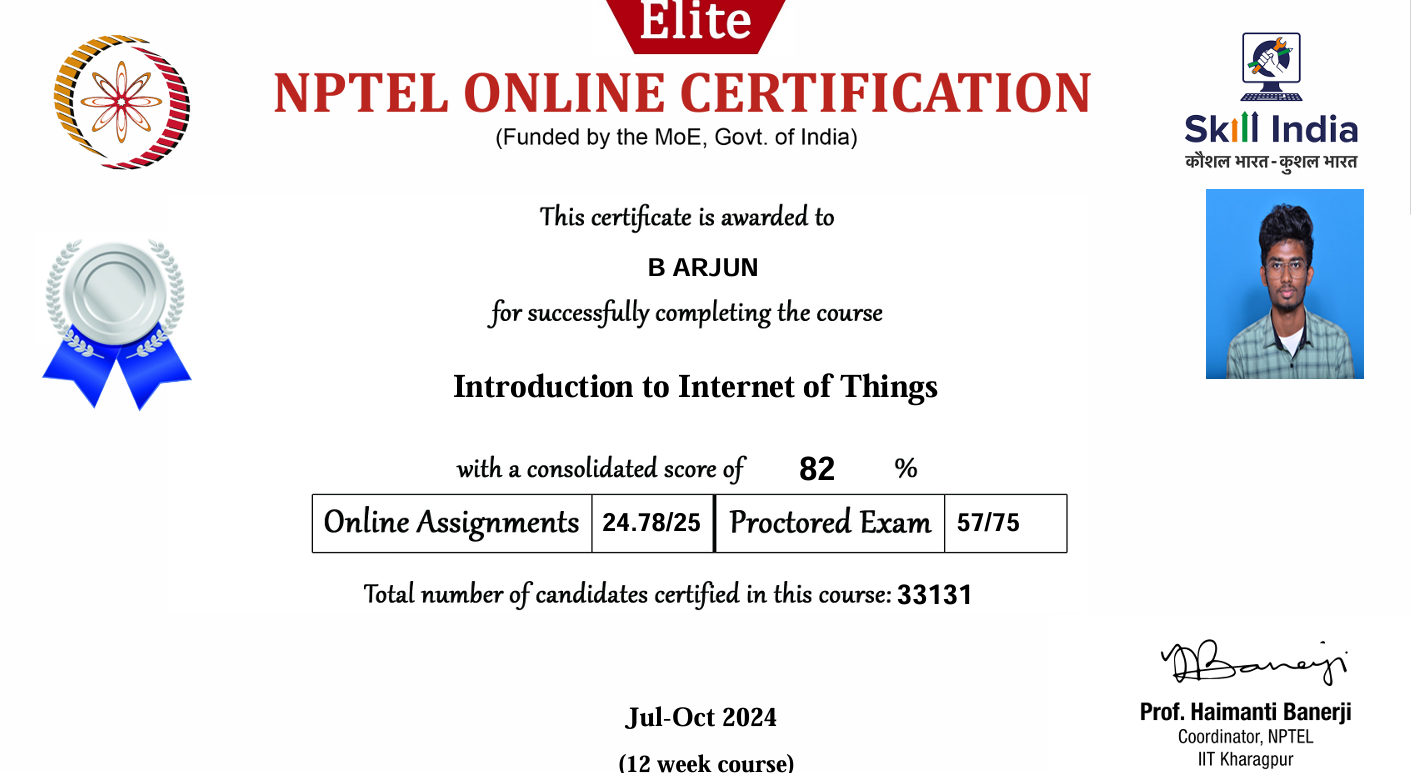 Elite
NPTEL ONLINE CERTIFICATION
(Funded by the MoE, Govt. of India)
Skill India
कौशल भारत - कुशल भारत
This certificate is awarded to
B ARJUN
for successfully completing the course
Introduction to Internet of Things
with a consolidated score of 82 %
Online Assignments 24.78/25 Proctored Exam 57/75
Total number of candidates certified in this course: 33131
Banerji
Prof. Haimanti Banerji
Coordinator, NPTEL
IIT Kharagpur
Jul-Oct 2024
(12 week course)